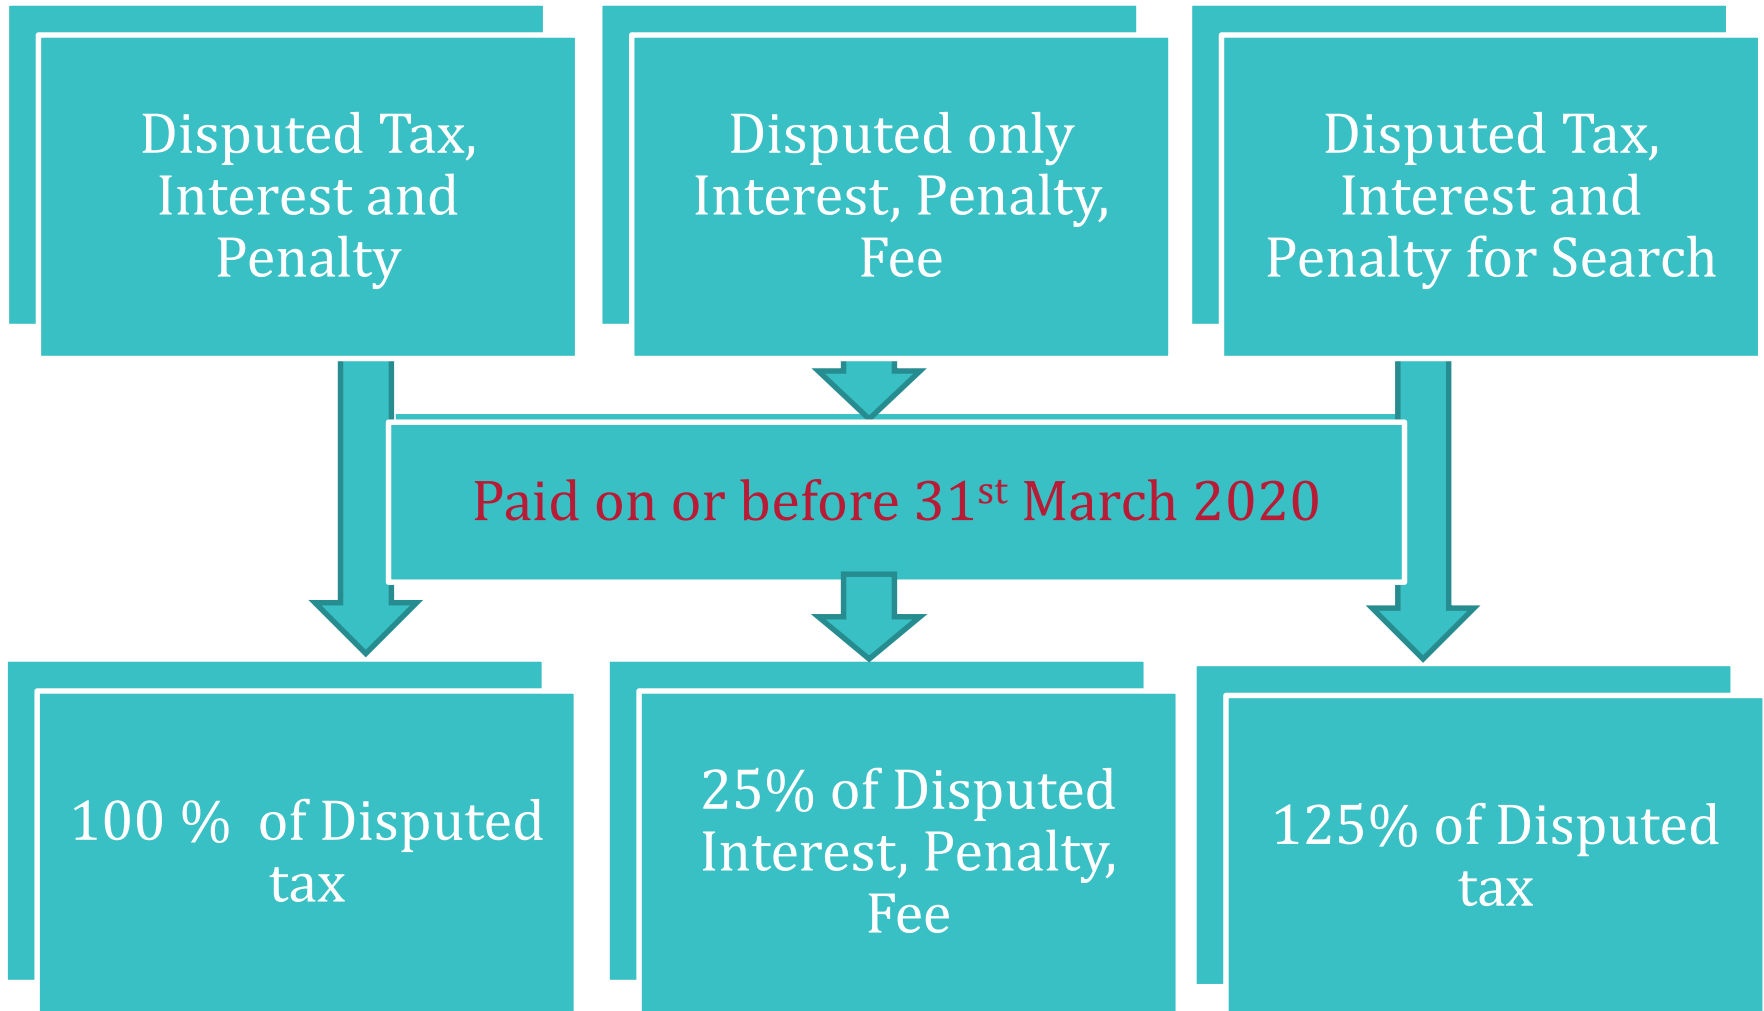 Disputed Tax,
Interest and
Penalty
Disputed only
Interest, Penalty,
Fee
Disputed Tax,
Interest and
Penalty for Search
Paid on or before 31st March 2020
100 %  of Disputed
tax
25% of Disputed
Interest, Penalty,
Fee
125% of Disputed
tax